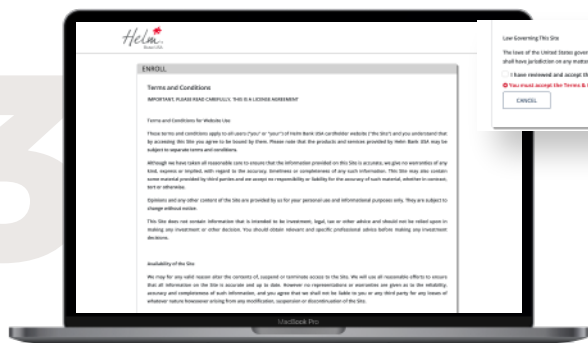 3
Helm.
Bank USA
ENROLL
Terms and Conditions
IMPORTANT, PLEASE READ CAREFULLY. THIS IS A LICENSE AGREEMENT
Terms and Conditions for Website Use
These terms and conditions apply to all users ("you" or "your") of Helm Bank USA cardholder website ("the Site") and you understand that
by accessing this Site you agree to be bound by them. Please note that the products and services provided by Helm Bank USA may be
subject to separate terms and conditions.
Although we have taken all reasonable care to ensure that the information provided on this Site is accurate, we give no warranties of any
kind, express or implied, with regard to the accuracy, timeliness or completeness of any such information. This Site may also contain
some material provided by third parties and we accept no responsibility or liability for the accuracy of such material, whether in contract,
tort or otherwise.
Opinions and any other content of the Site are provided by us for your personal use and informational purposes only. They are subject to
change without notice.
This Site does not contain information that is intended to be investment, legal, tax or other advice and should not be relied upon in
making any investment or other decision. You should obtain relevant and specific professional advice before making any investment
decisions.
Availability of the Site
We may for any valid reason alter the contents of, suspend or terminate access to the Site. We will use all reasonable efforts to ensure
that all information on the Site is accurate and up to date. However no representations or warranties are given as to the reliability,
accuracy and completeness of such information, and you agree that we shall not be liable to you or any third party for any losses of
whatever nature howsoever arising from any modification, suspension or discontinuation of the Site.
MacBook Pro
Law Governing This Site
The laws of the United States gover
shall have jurisdiction on any matte
I have reviewed and accept th
You must accept the Terms &
CANCEL